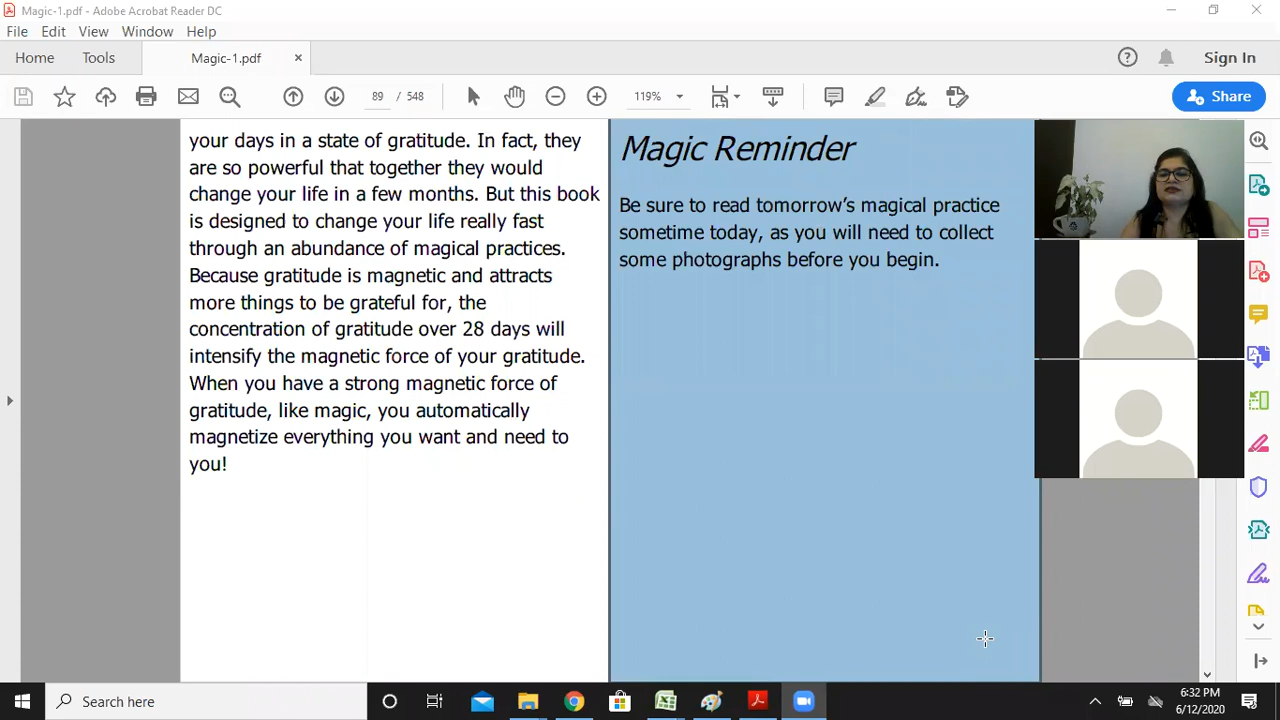 Magic-1.pdf - Adobe Acrobat Reader DC
File Edit View Window Help
Home Tools Magic-1.pdf × Sign In
89 / 548 119% Share
your days in a state of gratitude. In fact, they
are so powerful that together they would
change your life in a few months. But this book
is designed to change your life really fast
through an abundance of magical practices.
Because gratitude is magnetic and attracts
more things to be grateful for, the
concentration of gratitude over 28 days will
intensify the magnetic force of your gratitude.
When you have a strong magnetic force of
gratitude, like magic, you automatically
magnetize everything you want and need to
you!
Magic Reminder
Be sure to read tomorrow’s magical practice
sometime today, as you will need to collect
some photographs before you begin.
Search here
6:32 PM
6/12/2020